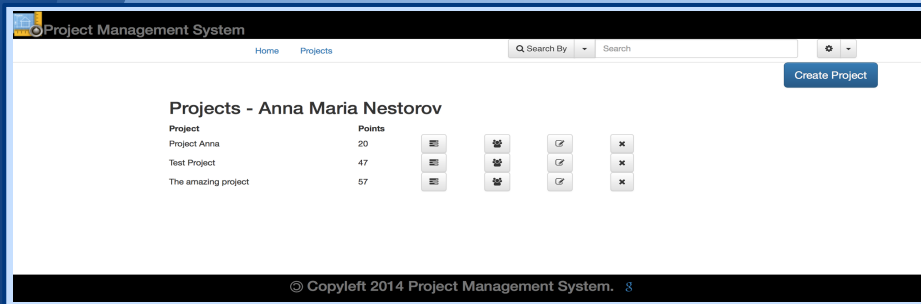 Project Management System
Home Projects Search By Search
Create Project
Projects - Anna Maria Nestorov
Project Points
Project Anna 20
Test Project 47
The amazing project 57
Copyleft 2014 Project Management System. 8